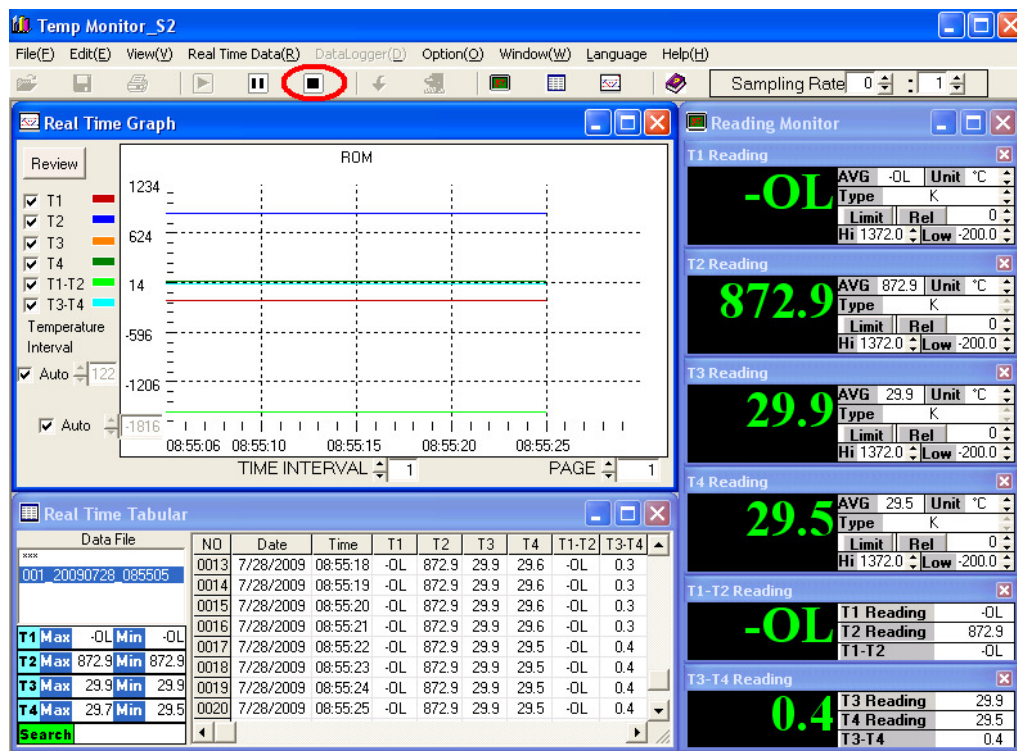 Temp Monitor_S2
File(F) Edit(E) View(V) Real Time Data(R) DataLogger(D) Option(O) Window(W) Language Help(H)
Sampling Rate 0 : 1
Real Time Graph
Review
ROM
T1
T2
T3
T4
T1-T2
T3-T4
Temperature
Interval
Auto 122
Auto -1816
1234
624
14
-596
-1206
08:55:06 08:55:10 08:55:15 08:55:20 08:55:25
TIME INTERVAL 1 PAGE 1
Real Time Tabular
Data File
***
001_20090728_085505
T1 Max -OL Min -OL
T2 Max 872.9 Min 872.9
T3 Max 29.9 Min 29.9
T4 Max 29.7 Min 29.5
Search
NO Date Time T1 T2 T3 T4 T1-T2 T3-T4
0013 7/28/2009 08:55:18 -OL 872.9 29.9 29.6 -OL 0.3
0014 7/28/2009 08:55:19 -OL 872.9 29.9 29.6 -OL 0.3
0015 7/28/2009 08:55:20 -OL 872.9 29.9 29.6 -OL 0.3
0016 7/28/2009 08:55:21 -OL 872.9 29.9 29.6 -OL 0.3
0017 7/28/2009 08:55:22 -OL 872.9 29.9 29.5 -OL 0.4
0018 7/28/2009 08:55:23 -OL 872.9 29.9 29.5 -OL 0.4
0019 7/28/2009 08:55:24 -OL 872.9 29.9 29.5 -OL 0.4
0020 7/28/2009 08:55:25 -OL 872.9 29.9 29.5 -OL 0.4
Reading Monitor
T1 Reading
-OL
AVG -OL Unit °C
Type K
Limit Rel 0
Hi 1372.0 Low -200.0
T2 Reading
872.9
AVG 872.9 Unit °C
Type K
Limit Rel 0
Hi 1372.0 Low -200.0
T3 Reading
29.9
AVG 29.9 Unit °C
Type K
Limit Rel 0
Hi 1372.0 Low -200.0
T4 Reading
29.5
AVG 29.5 Unit °C
Type K
Limit Rel 0
Hi 1372.0 Low -200.0
T1-T2 Reading
-OL
T1 Reading -OL
T2 Reading 872.9
T1-T2 -OL
T3-T4 Reading
0.4
T3 Reading 29.9
T4 Reading 29.5
T3-T4 0.4